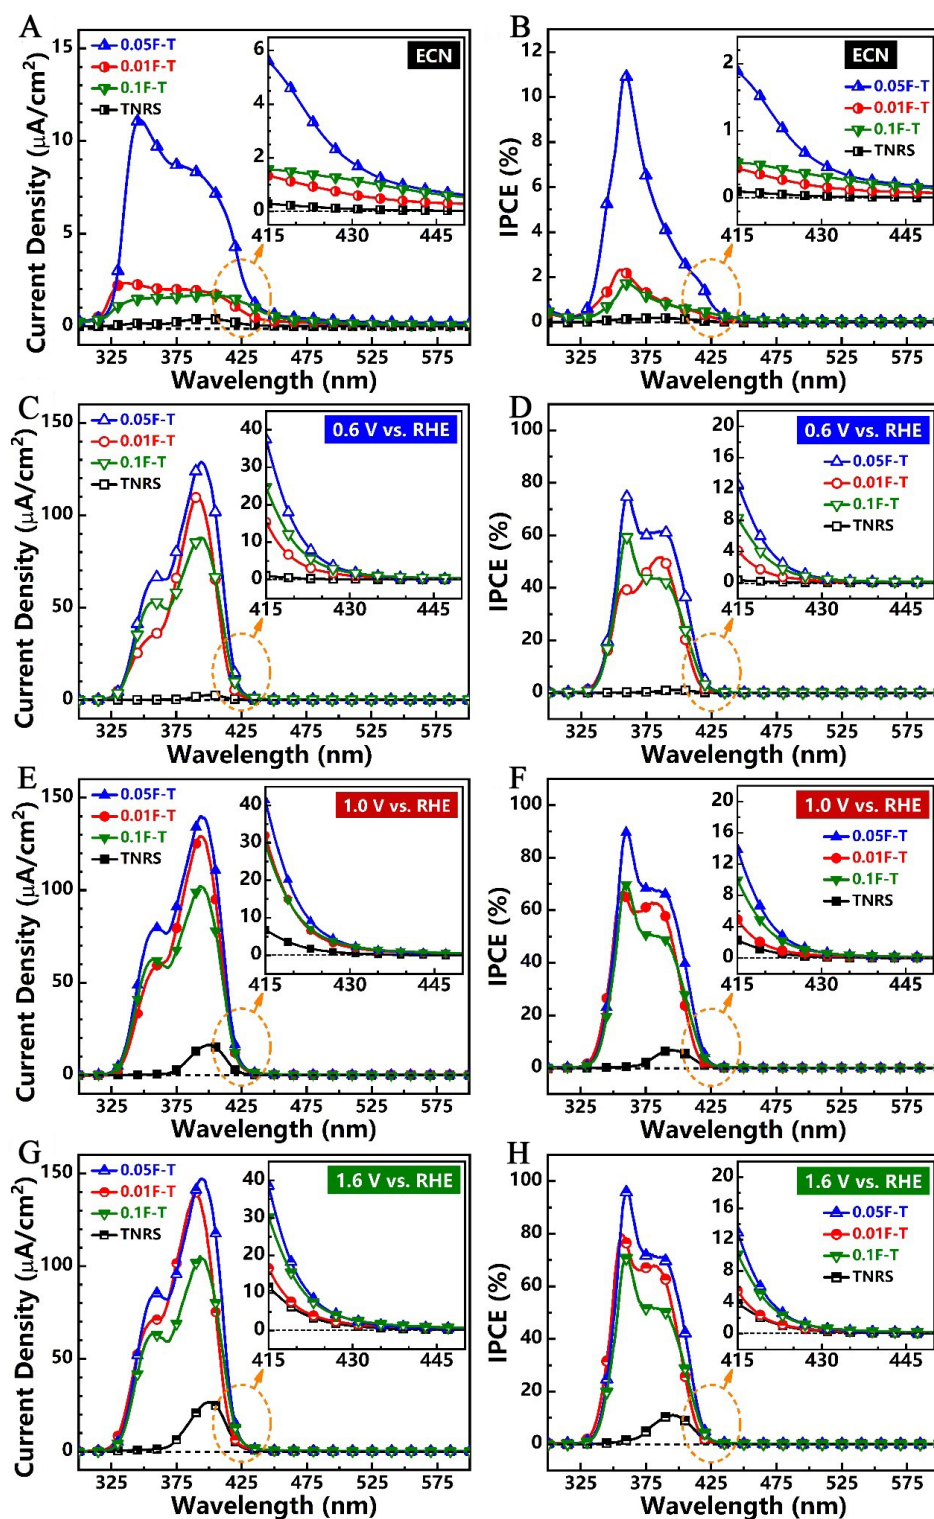 A
0.05F-T
0.01F-T
0.1F-T
TNRS
ECN
6
4
2
0
415
430
445
15
10
5
0
325
375
425
475
525
575
Current Density (μA/cm²)
Wavelength (nm)
B
ECN
0.05F-T
0.01F-T
0.1F-T
TNRS
2
1
0
415
430
445
12
10
8
6
4
2
0
325
375
425
475
525
575
IPCE (%)
Wavelength (nm)
C
0.05F-T
0.01F-T
0.1F-T
TNRS
0.6 V vs. RHE
40
30
20
10
0
415
430
445
150
100
50
0
325
375
425
475
525
575
Current Density (μA/cm²)
Wavelength (nm)
D
0.6 V vs. RHE
0.05F-T
0.01F-T
0.1F-T
TNRS
20
16
12
8
4
0
415
430
445
100
80
60
40
20
0
325
375
425
475
525
575
IPCE (%)
Wavelength (nm)
E
0.05F-T
0.01F-T
0.1F-T
TNRS
1.0 V vs. RHE
40
30
20
10
0
415
430
445
150
100
50
0
325
375
425
475
525
575
Current Density (μA/cm²)
Wavelength (nm)
F
1.0 V vs. RHE
0.05F-T
0.01F-T
0.1F-T
TNRS
20
16
12
8
4
0
415
430
445
100
80
60
40
20
0
325
375
425
475
525
575
IPCE (%)
Wavelength (nm)
G
0.05F-T
0.01F-T
0.1F-T
TNRS
1.6 V vs. RHE
40
30
20
10
0
415
430
445
150
100
50
0
325
375
425
475
525
575
Current Density (μA/cm²)
Wavelength (nm)
H
1.6 V vs. RHE
0.05F-T
0.01F-T
0.1F-T
TNRS
20
16
12
8
4
0
415
430
445
100
80
60
40
20
0
325
375
425
475
525
575
IPCE (%)
Wavelength (nm)